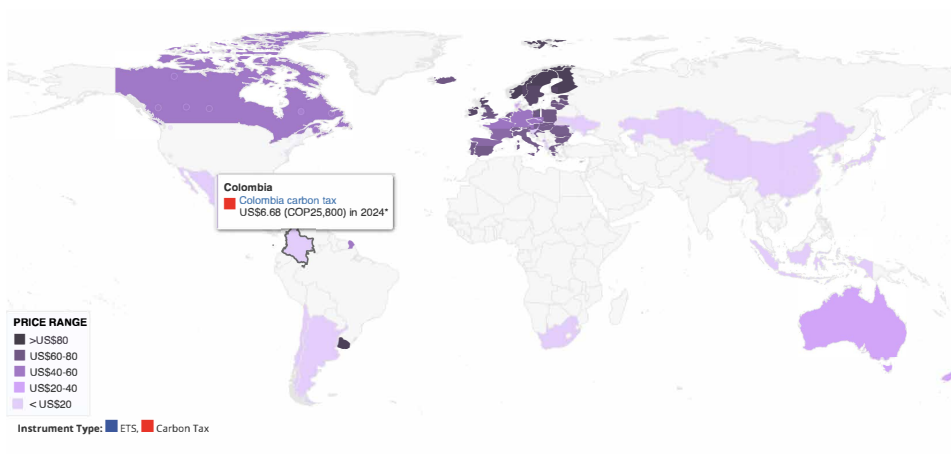 Colombia
Colombia carbon tax
US$6.68 (COP25,800) in 2024*
PRICE RANGE
>US$80
US$60-80
US$40-60
US$20-40
< US$20
Instrument Type: ETS, Carbon Tax